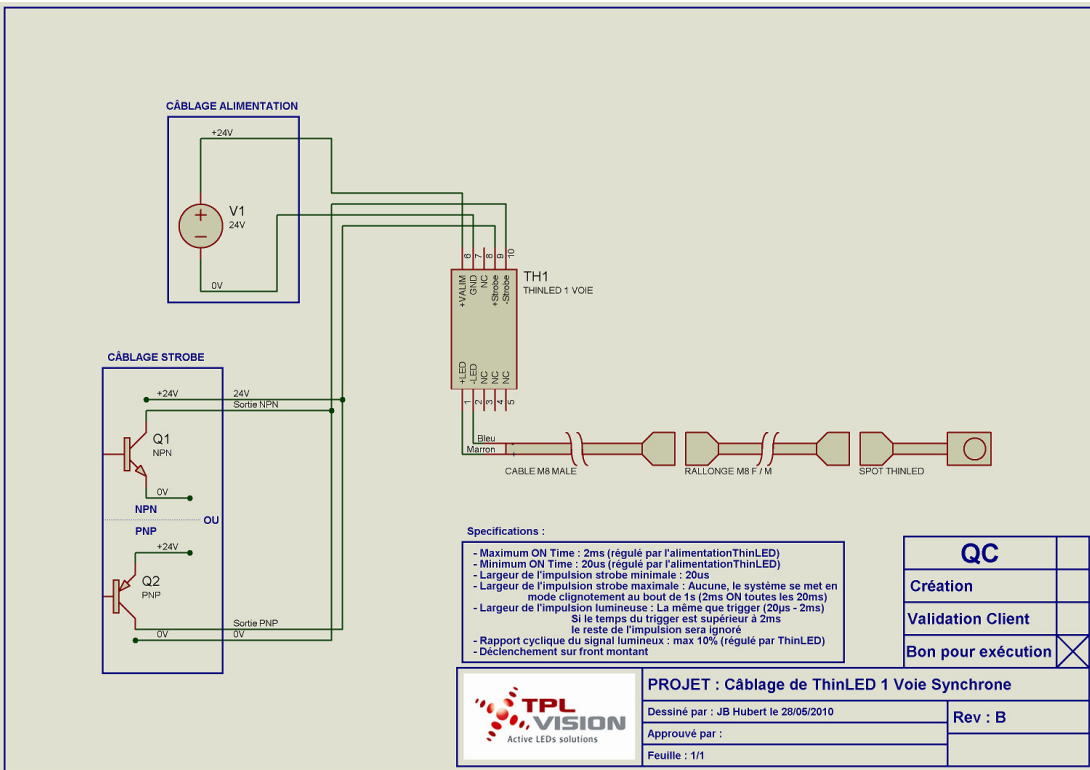 CÂBLAGE ALIMENTATION
+24V
V1
24V
0V
6
7
8
9
10
+VALIM
GND
NC
+Strobe
-Strobe
TH1
THINLED 1 VOIE
+LED
-LED
NC
NC
NC
1
2
3
4
5
CÂBLAGE STROBE
+24V
24V
Sortie NPN
Q1
NPN
0V
NPN
OU
PNP
+24V
Q2
PNP
Sortie PNP
0V
0V
Bleu
-
Marron
+
CABLE M8 MALE
RALLONGE M8 F / M
SPOT THINLED
Specifications :
- Maximum ON Time : 2ms (régulé par l'alimentationThinLED)
- Minimum ON Time : 20us (régulé par l'alimentationThinLED)
- Largeur de l'impulsion strobe minimale : 20us
- Largeur de l'impulsion strobe maximale : Aucune, le système se met en
mode clignotement au bout de 1s (2ms ON toutes les 20ms)
- Largeur de l'impulsion lumineuse : La même que trigger (20µs - 2ms)
Si le temps du trigger est supérieur à 2ms
le reste de l'impulsion sera ignoré
- Rapport cyclique du signal lumineux : max 10% (régulé par ThinLED)
- Déclenchement sur front montant
QC
Création
Validation Client
Bon pour exécution
TPL
VISION
Active LEDs solutions
PROJET : Câblage de ThinLED 1 Voie Synchrone
Dessiné par : JB Hubert le 28/05/2010
Rev : B
Approuvé par :
Feuille : 1/1